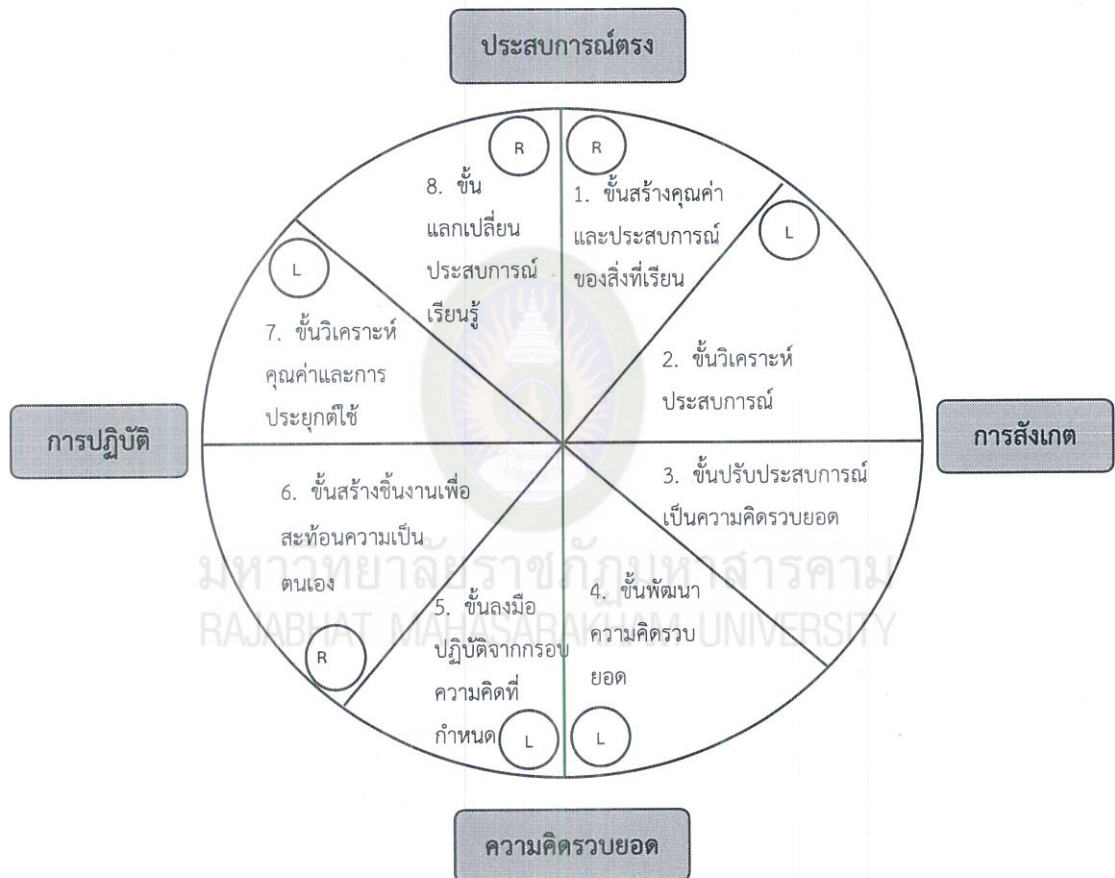 ประสบการณ์ตรง
R
R
1. ขั้นสร้างคุณค่า
และประสบการณ์
ของสิ่งที่เรียน
L
2. ขั้นวิเคราะห์
ประสบการณ์
การสังเกต
3. ขั้นปรับประสบการณ์
เป็นความคิดรวบยอด
4. ขั้นพัฒนา
ความคิดรวบ
ยอด
L
ความคิดรวบยอด
5. ขั้นลงมือ
ปฏิบัติจากกรอบ
ความคิดที่
กำหนด
L
6. ขั้นสร้างชิ้นงานเพื่อ
สะท้อนความเป็น
ตนเอง
R
การปฏิบัติ
L
7. ขั้นวิเคราะห์
คุณค่าและการ
ประยุกต์ใช้
8. ขั้น
แลกเปลี่ยน
ประสบการณ์
เรียนรู้
มหาวิทยาลัยราชภัฏมหาสารคาม
RAJABHAT MAHASARAKHAM UNIVERSITY